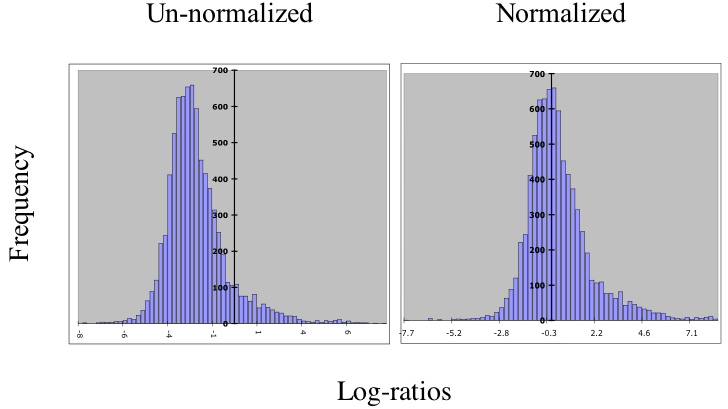 Un-normalized Normalized
Frequency
700 700
600 600
500 500
400 400
300 300
200 200
100 100
0 0
-8 -6 -4 -1 1 4 6 -7.7 -5.2 -2.8 -0.3 2.2 4.6 7.1
Log-ratios